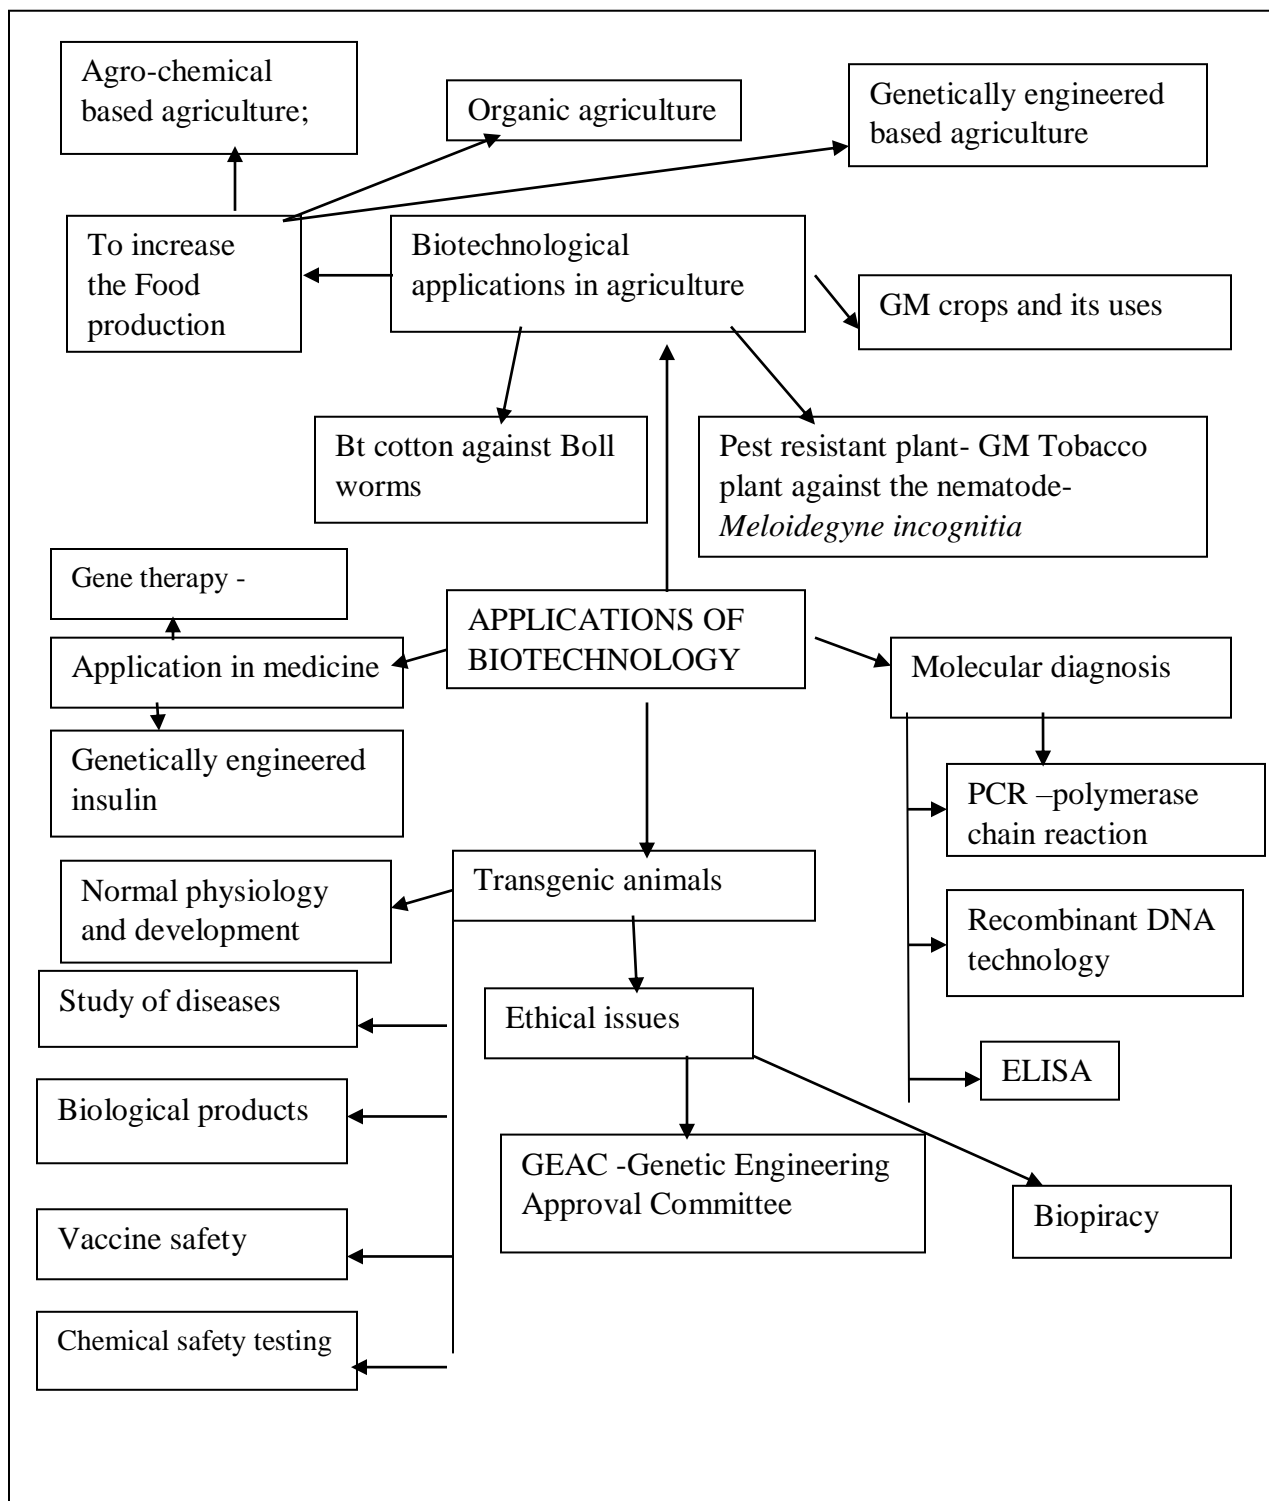 Agro-chemical
based agriculture;
Organic agriculture
Genetically engineered
based agriculture
To increase
the Food
production
Biotechnological
applications in agriculture
GM crops and its uses
Bt cotton against Boll
worms
Pest resistant plant- GM Tobacco
plant against the nematode-
Meloidegyne incognitia
Gene therapy -
APPLICATIONS OF
BIOTECHNOLOGY
Application in medicine
Molecular diagnosis
Genetically engineered
insulin
PCR –polymerase
chain reaction
Transgenic animals
Normal physiology
and development
Recombinant DNA
technology
Study of diseases
Ethical issues
ELISA
Biological products
GEAC -Genetic Engineering
Approval Committee
Biopiracy
Vaccine safety
Chemical safety testing